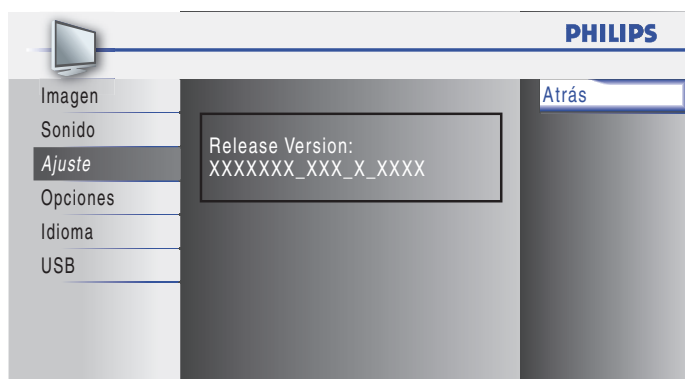 PHILIPS
Imagen
Sonido
Ajuste
Opciones
Idioma
USB
Release Version:
XXXXXXX_XXX_X_XXXX
Atrás